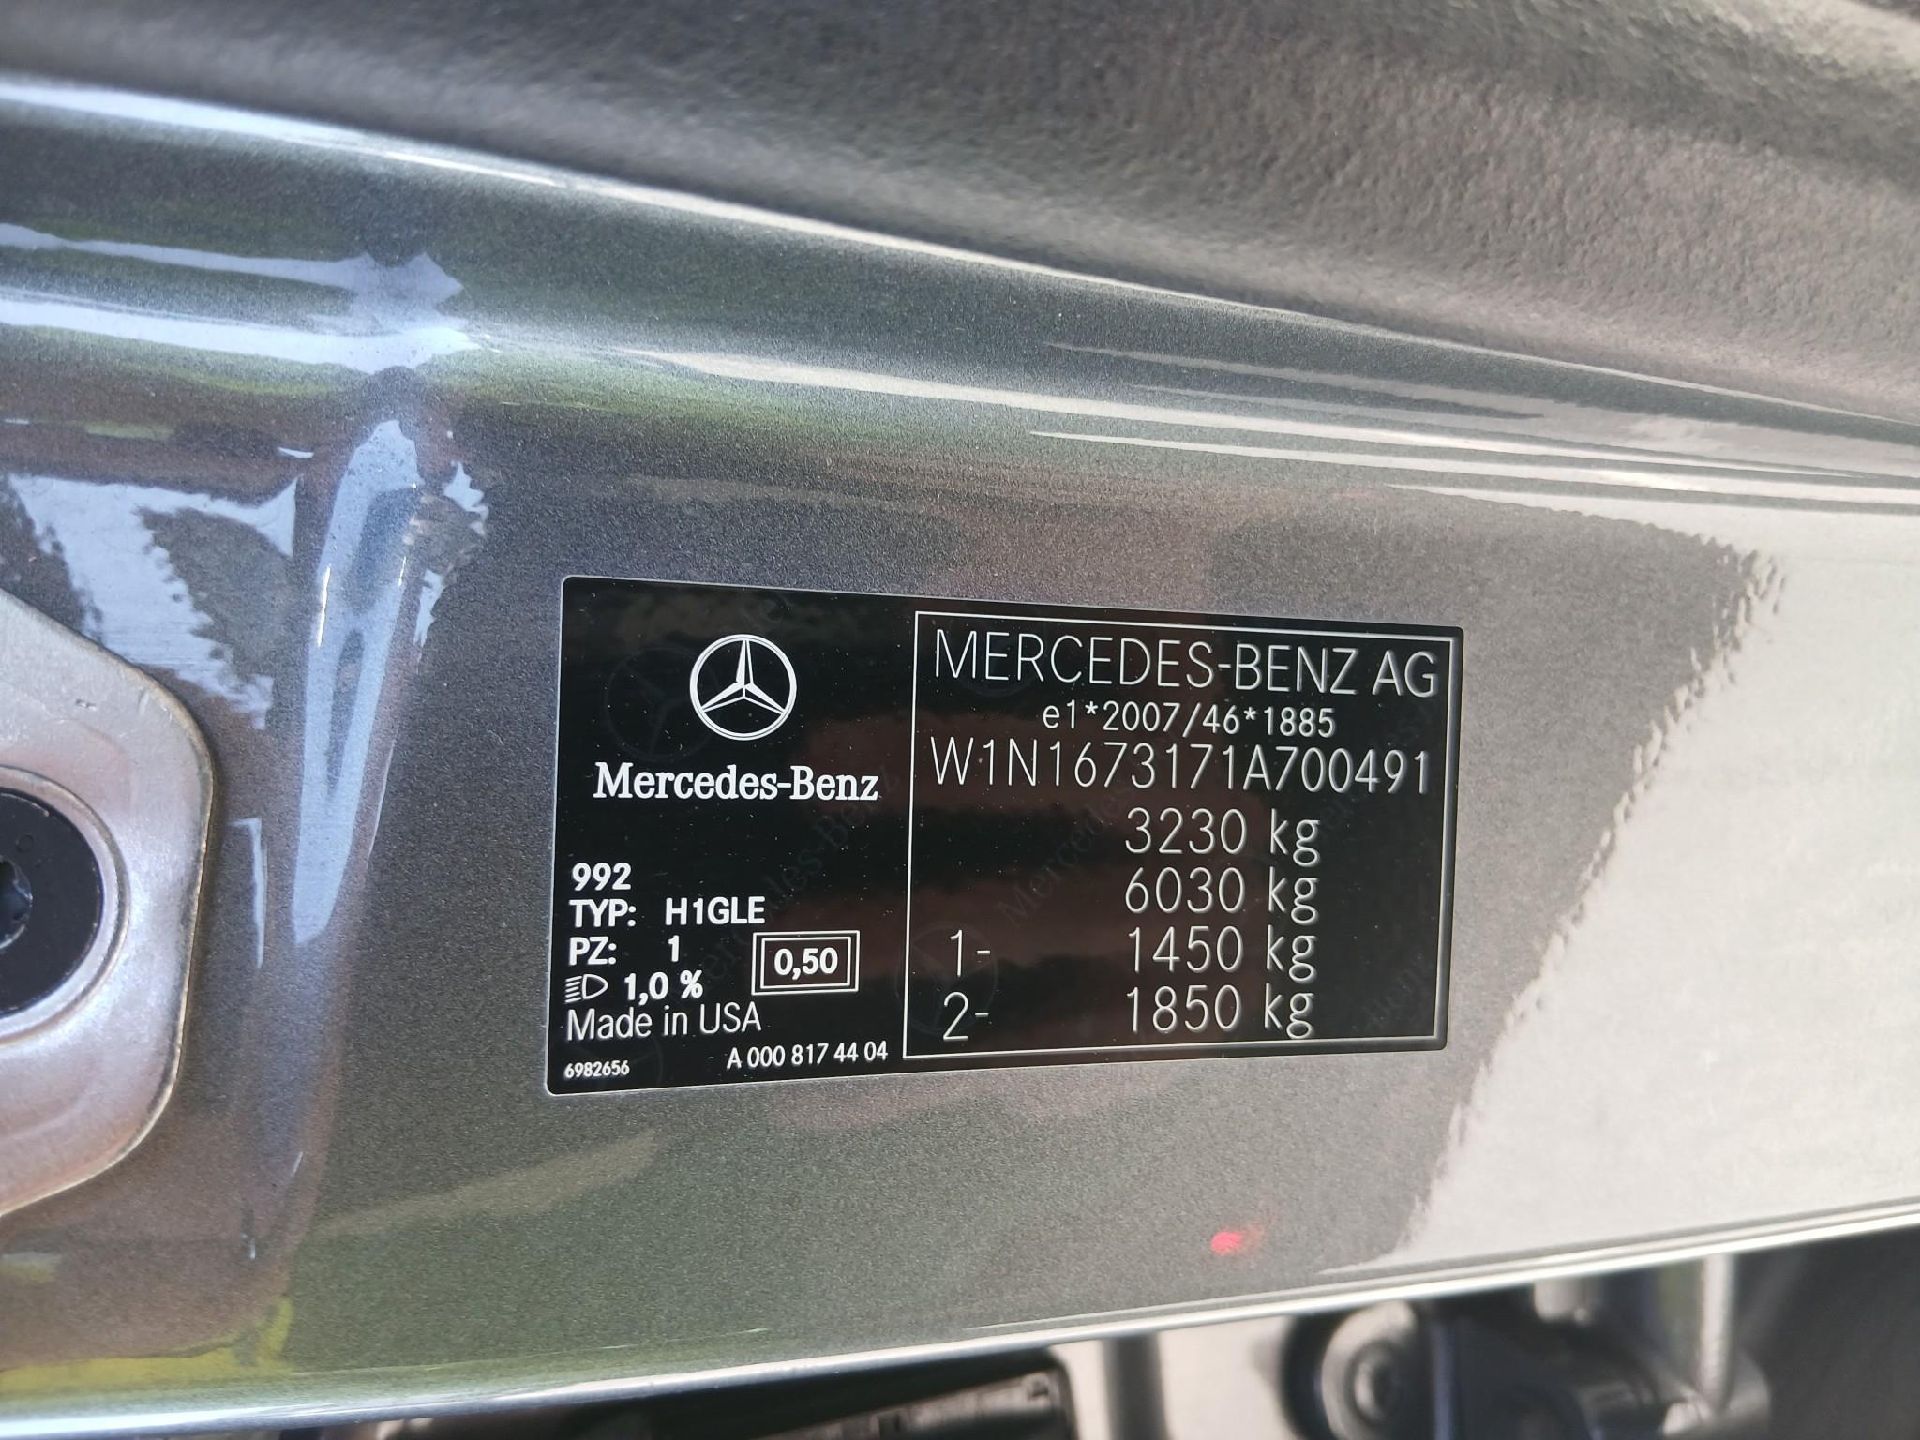 Mercedes-Benz
992
TYP: H1GLE
PZ: 1
1,0 %
0,50
Made in USA
6982656
A 000 817 44 04
MERCEDES-BENZ AG
e1*2007/46*1885
W1N1673171A700491
3230 kg
6030 kg
1- 1450 kg
2- 1850 kg